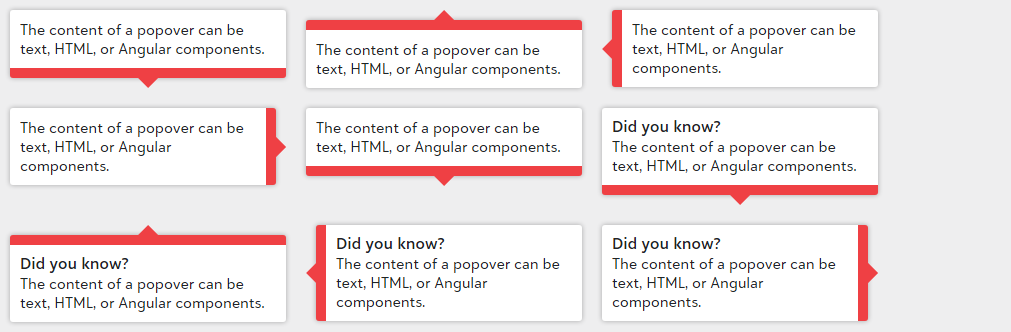 The content of a popover can be
text, HTML, or Angular components.
The content of a popover can be
text, HTML, or Angular components.
The content of a popover can be
text, HTML, or Angular
components.
The content of a popover can be
text, HTML, or Angular
components.
The content of a popover can be
text, HTML, or Angular components.
Did you know?
The content of a popover can be
text, HTML, or Angular components.
Did you know?
The content of a popover can be
text, HTML, or Angular components.
Did you know?
The content of a popover can be
text, HTML, or Angular
components.
Did you know?
The content of a popover can be
text, HTML, or Angular
components.